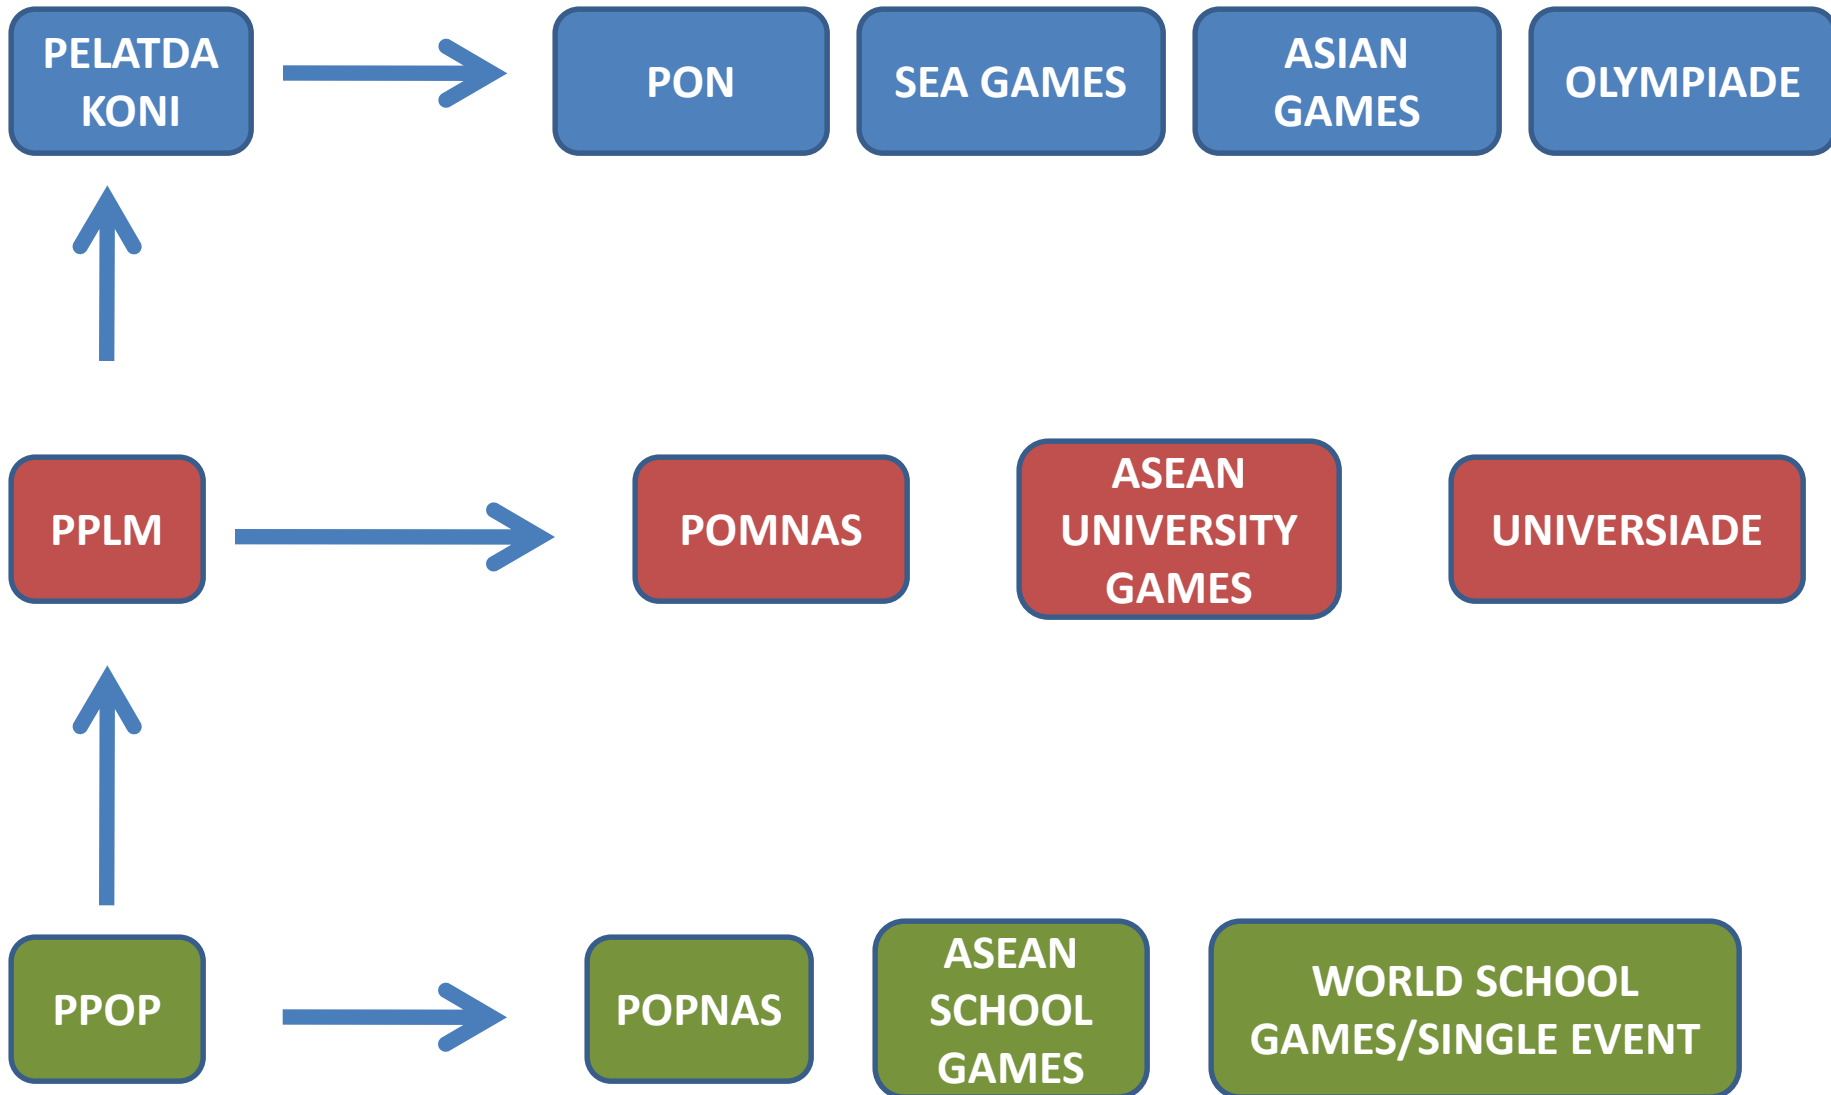 PELATDA
KONI
PON
SEA GAMES
ASIAN
GAMES
OLYMPIADE
PPLM
POMNAS
ASEAN
UNIVERSITY
GAMES
UNIVERSIADE
PPOP
POPNAS
ASEAN
SCHOOL
GAMES
WORLD SCHOOL
GAMES/SINGLE EVENT